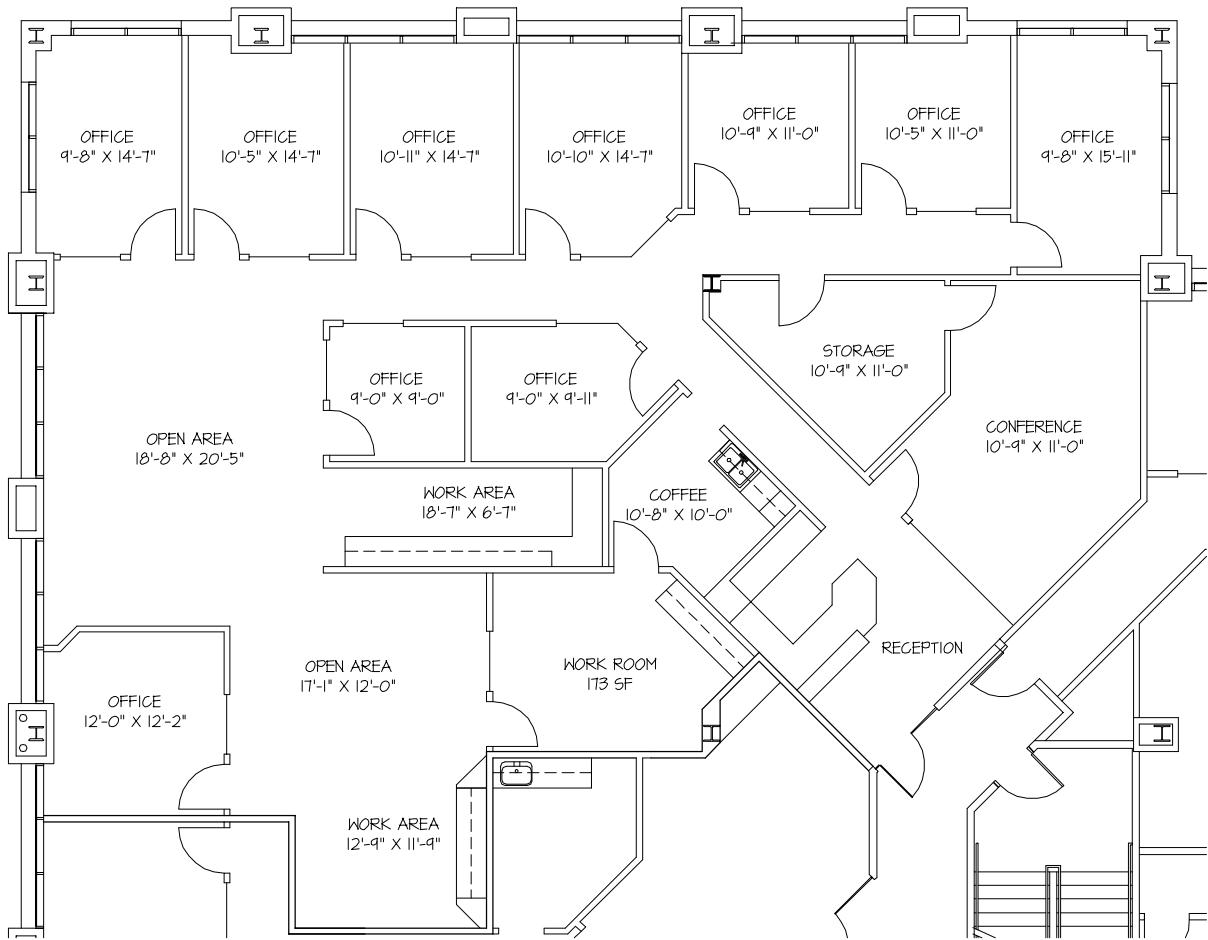 OFFICE
9'-8" X 14'-7"
OFFICE
10'-5" X 14'-7"
OFFICE
10'-11" X 14'-7"
OFFICE
10'-10" X 14'-7"
OFFICE
10'-9" X 11'-0"
OFFICE
10'-5" X 11'-0"
OFFICE
9'-8" X 15'-11"
STORAGE
10'-9" X 11'-0"
OFFICE
9'-0" X 9'-0"
OFFICE
9'-0" X 9'-11"
OPEN AREA
18'-8" X 20'-5"
CONFERENCE
10'-9" X 11'-0"
WORK AREA
18'-7" X 6'-7"
COFFEE
10'-8" X 10'-0"
RECEPTION
OPEN AREA
17'-1" X 12'-0"
WORK ROOM
173 SF
OFFICE
12'-0" X 12'-2"
WORK AREA
12'-9" X 11'-9"